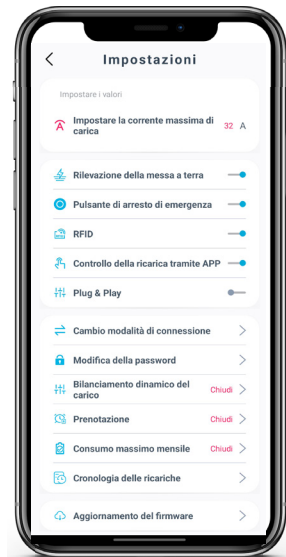 Impostazioni
Impostare i valori
Impostare la corrente massima di
carica
32 A
Rilevazione della messa a terra
Pulsante di arresto di emergenza
RFID
Controllo della ricarica tramite APP
Plug & Play
Cambio modalità di connessione
Modifica della password
Bilanciamento dinamico del
carico
Chiudi
Prenotazione Chiudi
Consumo massimo mensile Chiudi
Cronologia delle ricariche
Aggiornamento del firmware